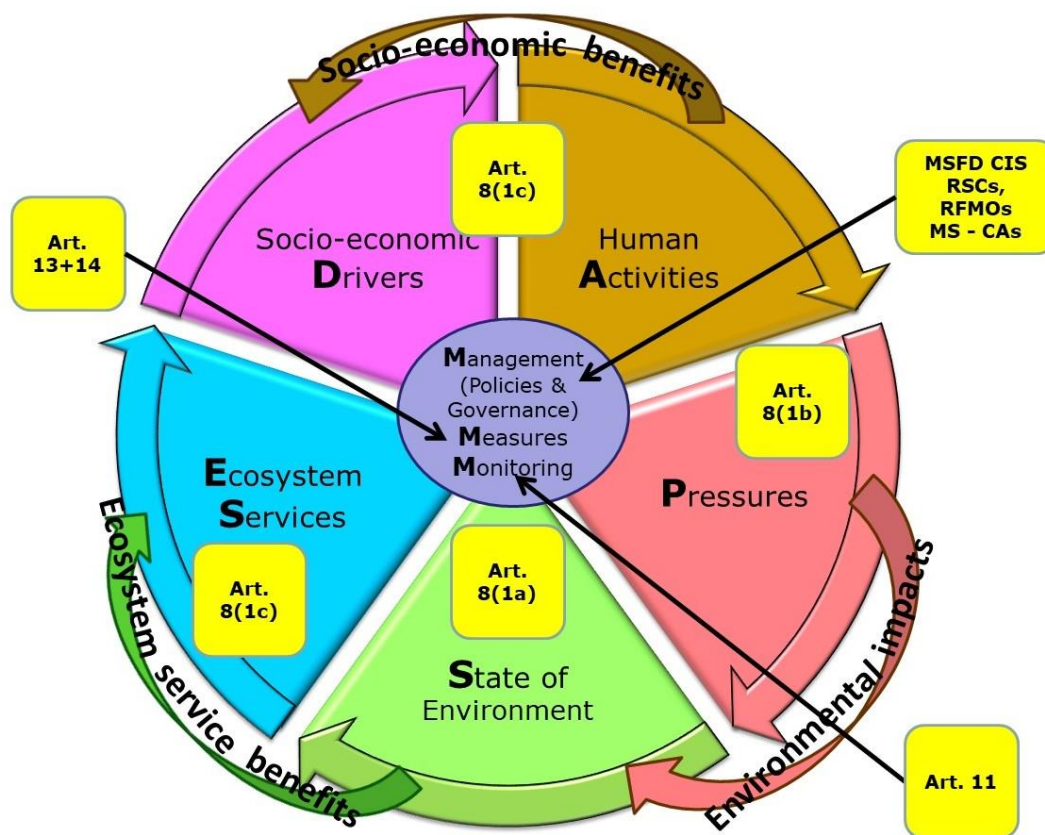 Socio-economic benefits
Art.
8(1c)
MSFD CIS
RSCs,
RFMOs
MS - CAs
Art.
13+14
Socio-economic
Drivers
Human
Activities
Management
(Policies &
Governance)
Measures
Monitoring
Art.
8(1b)
Ecosystem
Services
Pressures
Art.
8(1c)
Art.
8(1a)
State of
Environment
Ecosystem service benefits
Environmental impacts
Art. 11